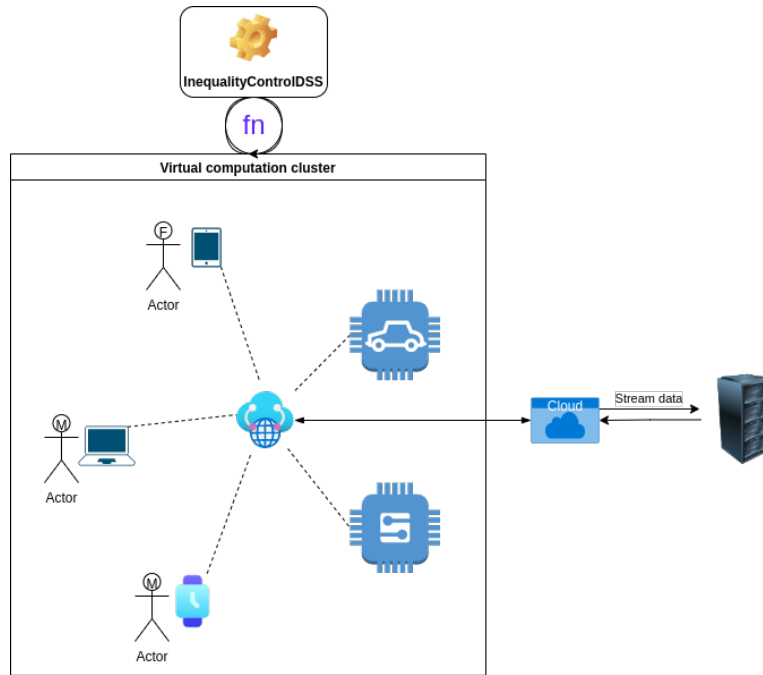 InequalityControlDSS
fn
Virtual computation cluster
F
Actor
M
Actor
M
Actor
Cloud
Stream data